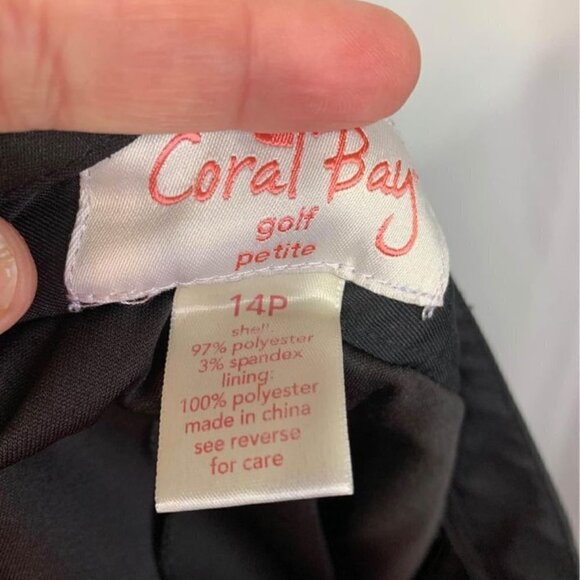 Coral Bay
golf
petite
14P
shell:
97% polyester
3% spandex
lining:
100% polyester
made in china
see reverse
for care